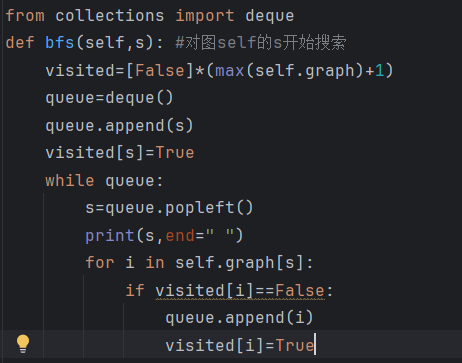 from collections import deque
def bfs(self,s): #对图self的s开始搜索
    visited=[False]*(max(self.graph)+1)
    queue=deque()
    queue.append(s)
    visited[s]=True
    while queue:
        s=queue.popleft()
        print(s,end=" ")
        for i in self.graph[s]:
            if visited[i]==False:
                queue.append(i)
                visited[i]=True